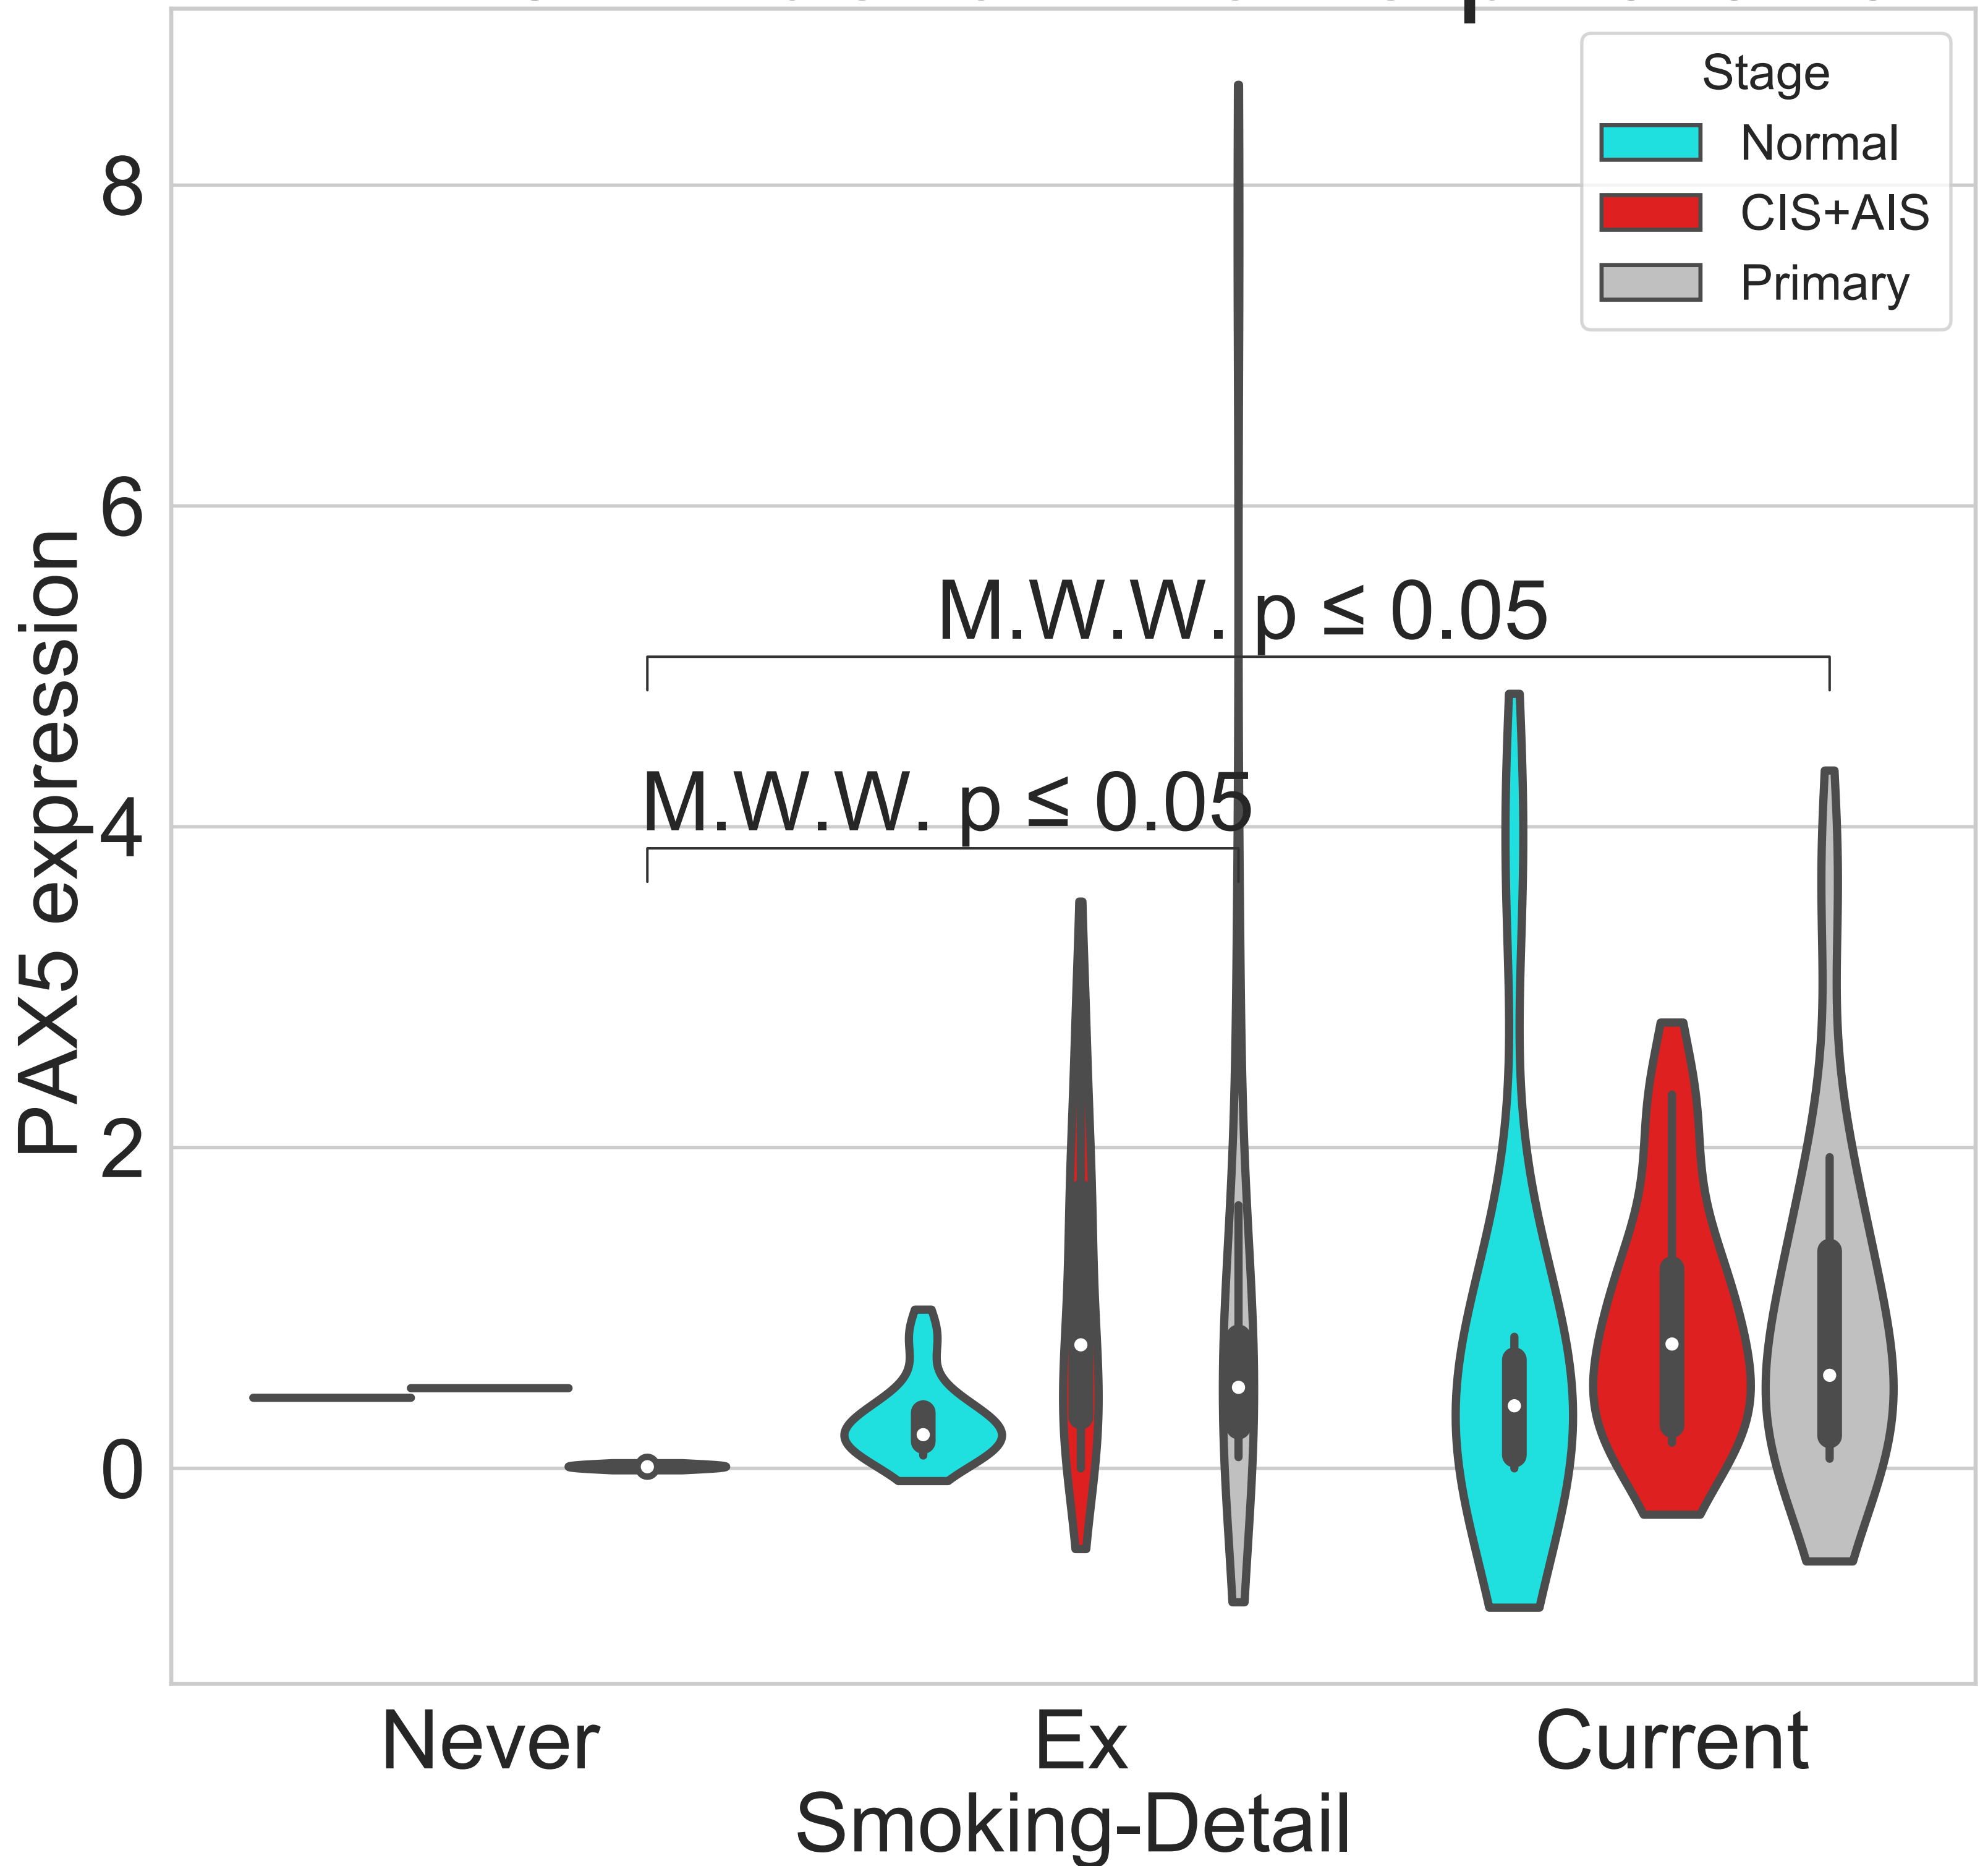 Stage
Normal
CIS+AIS
Primary
8
6
4
2
0
PAX5 expression
M.W.W. p ≤ 0.05
M.W.W. p ≤ 0.05
Never
Ex
Current
Smoking-Detail